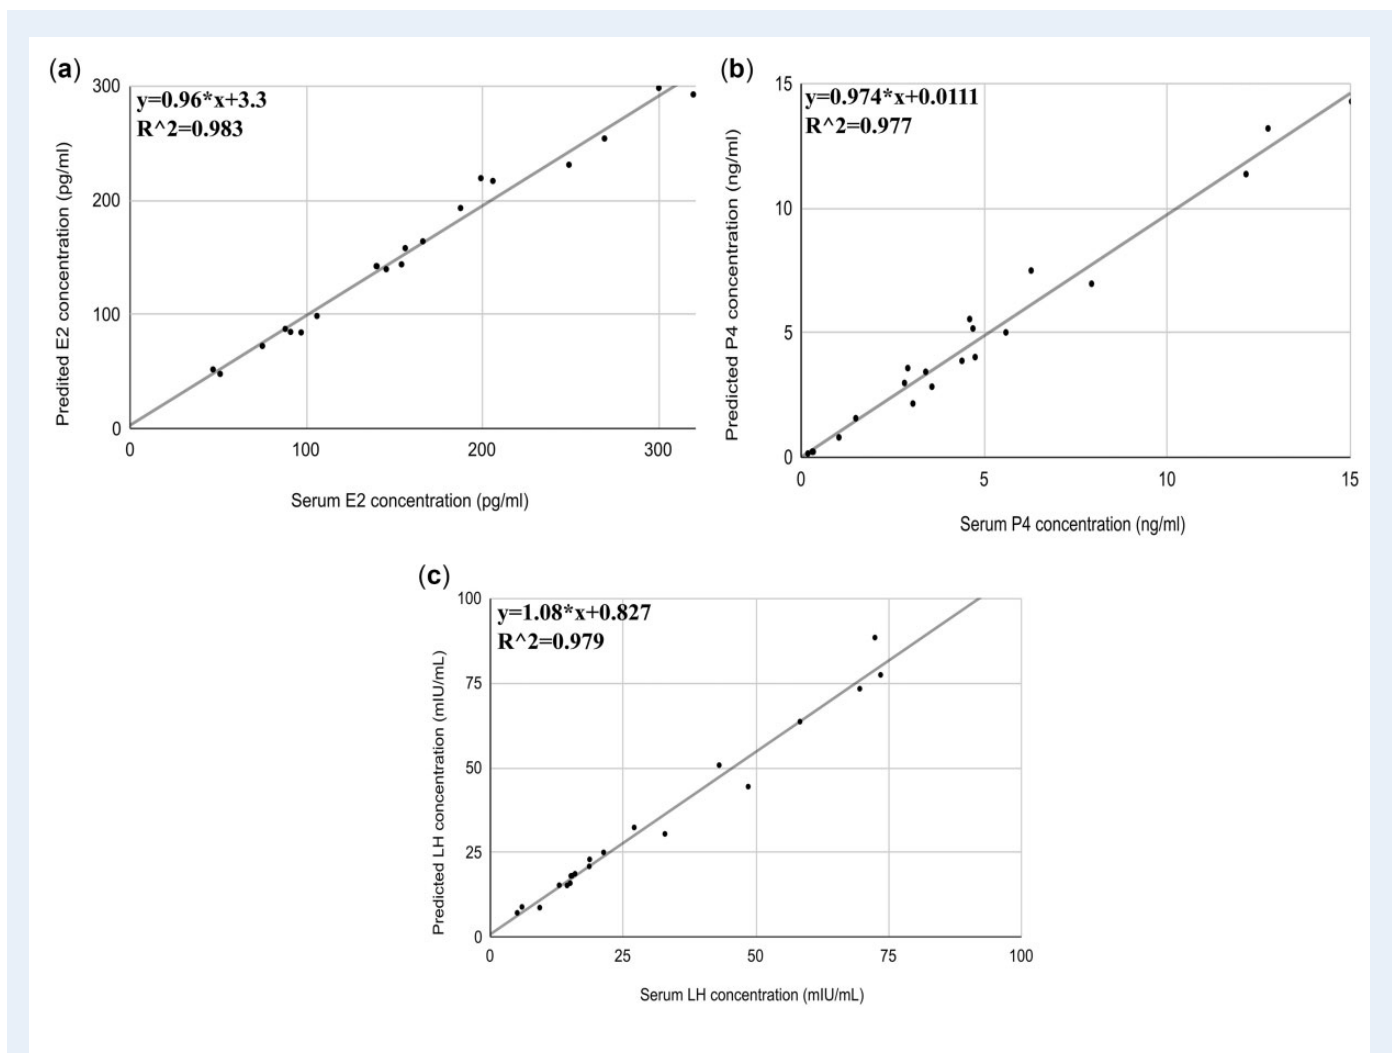 (a)
300
y=0.96*x+3.3
R^2=0.983
200
100
0
Predited E2 concentration (pg/ml)
0 100 200 300
Serum E2 concentration (pg/ml)
(b)
15
y=0.974*x+0.0111
R^2=0.977
10
5
0
Predicted P4 concentration (ng/ml)
0 5 10 15
Serum P4 concentration (ng/ml)
(c)
100
y=1.08*x+0.827
R^2=0.979
75
50
25
0
Predicted LH concentration (mIU/mL)
0 25 50 75 100
Serum LH concentration (mIU/mL)